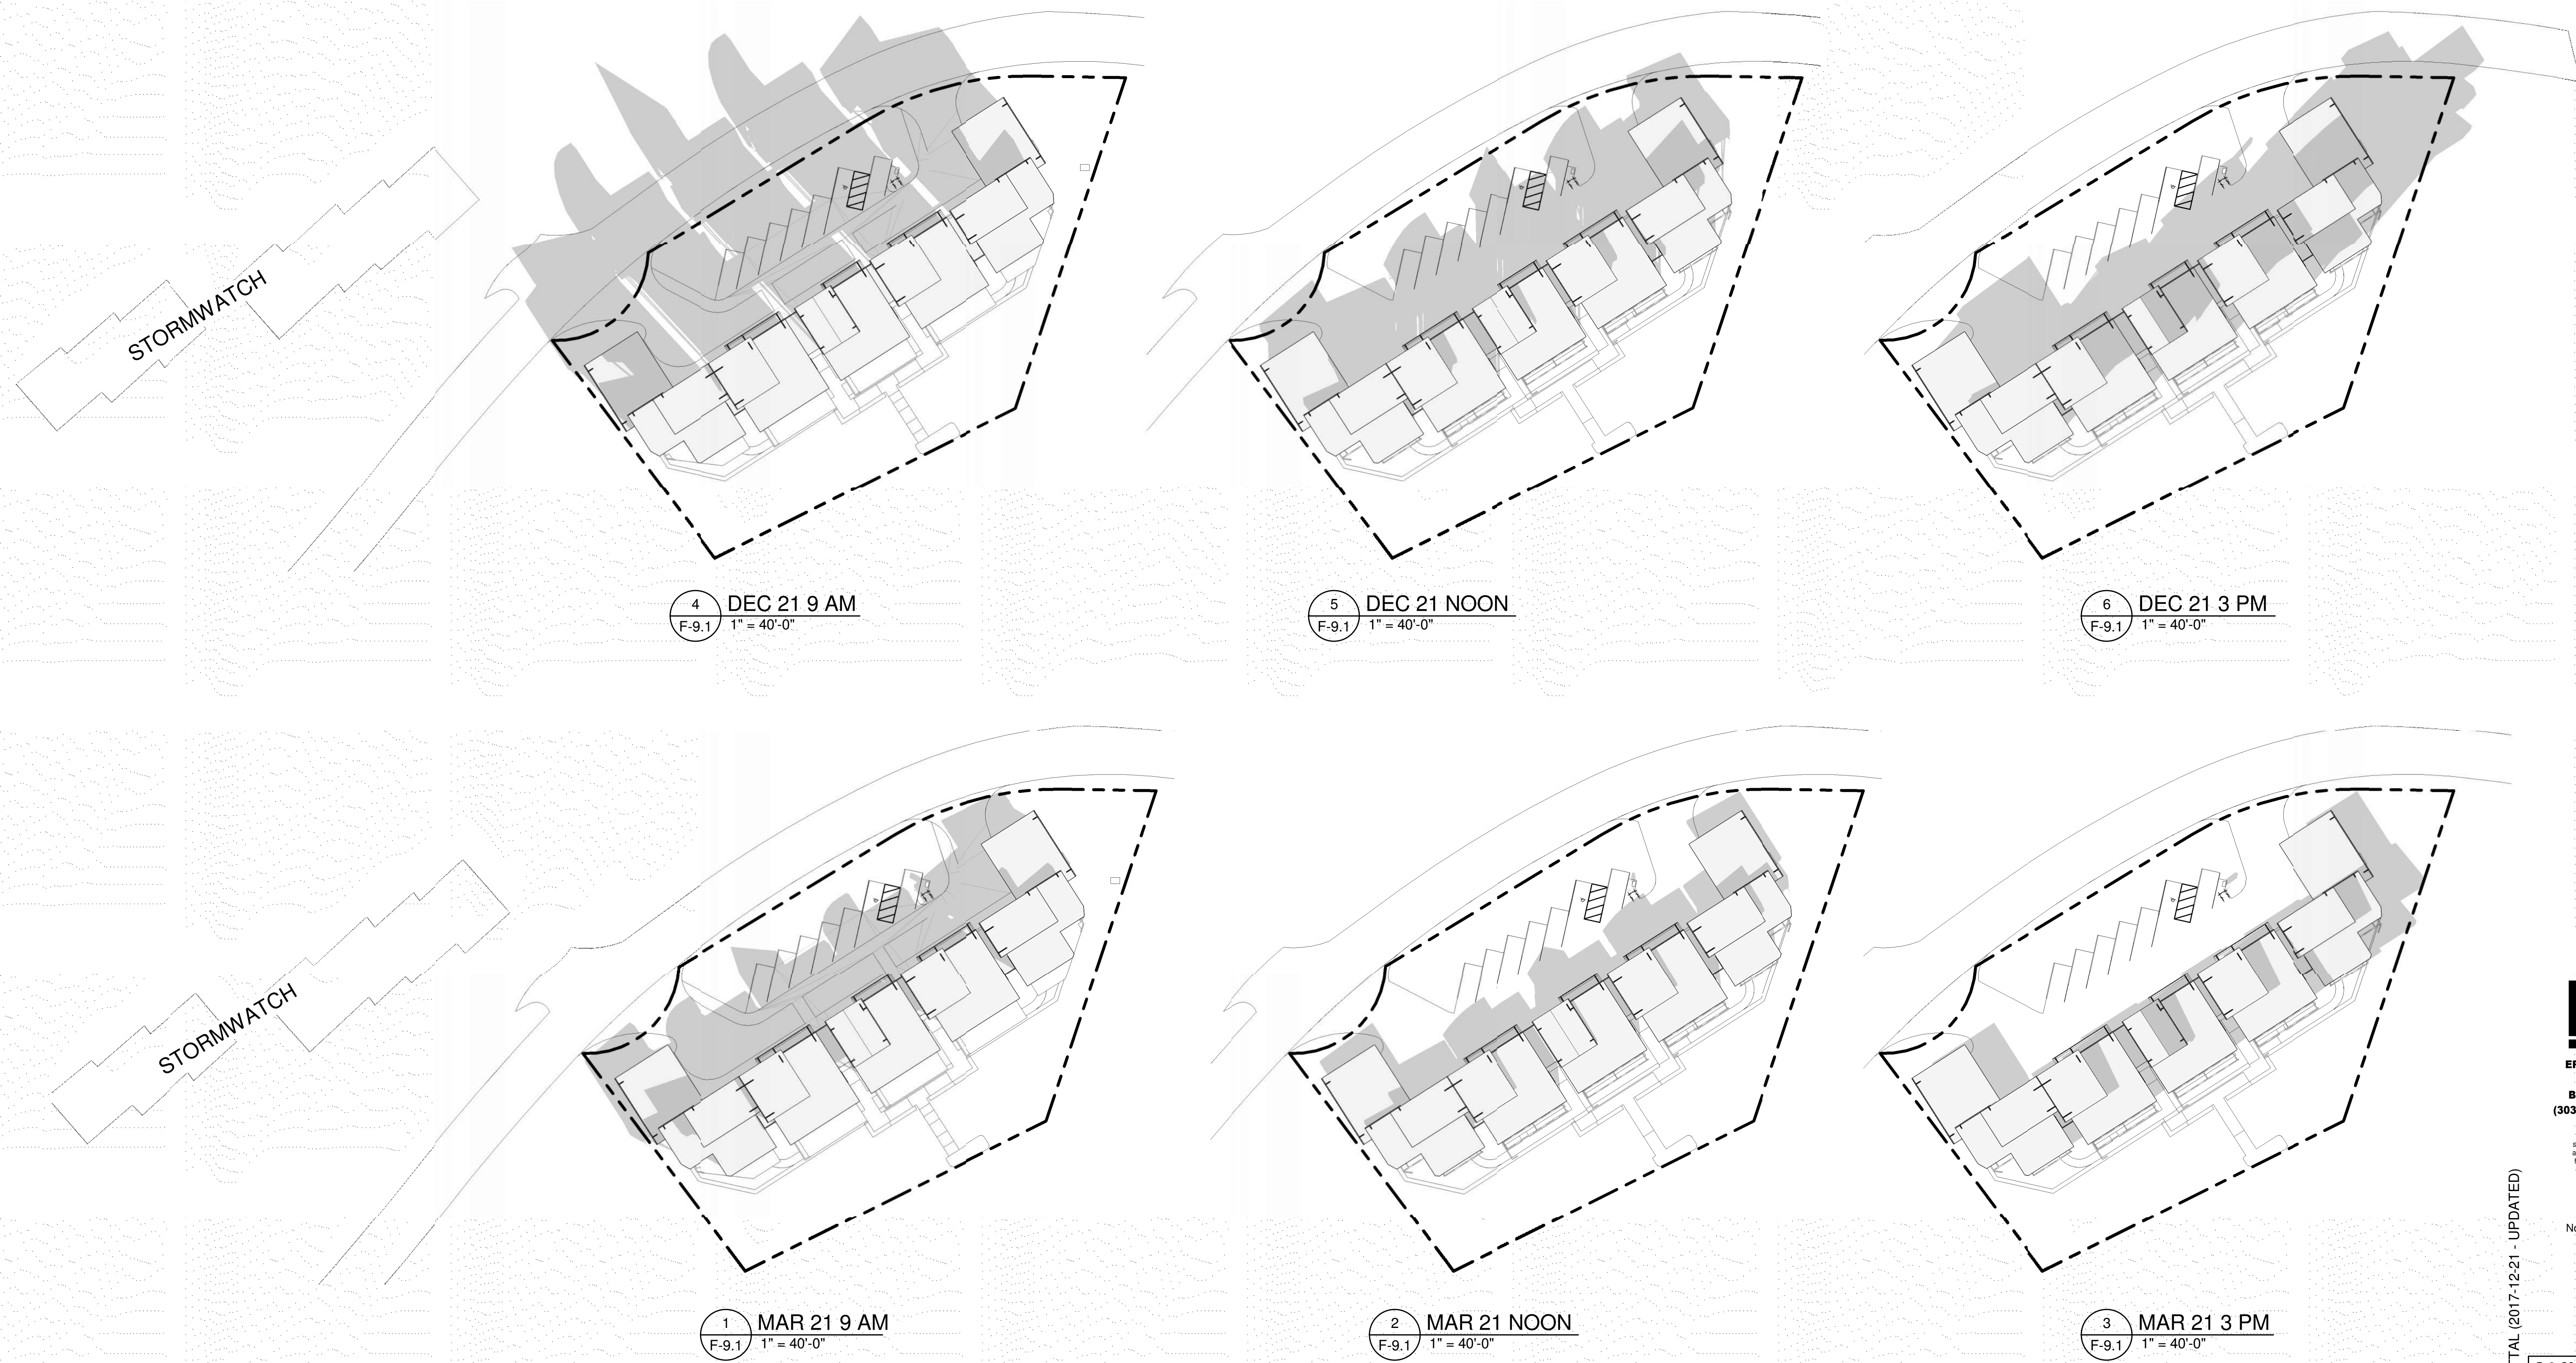 STORMWATCH
4
DEC 21 9 AM
F-9.1
1" = 40'-0"
5
DEC 21 NOON
F-9.1
1" = 40'-0"
6
DEC 21 3 PM
F-9.1
1" = 40'-0"
STORMWATCH
1
MAR 21 9 AM
F-9.1
1" = 40'-0"
2
MAR 21 NOON
F-9.1
1" = 40'-0"
3
MAR 21 3 PM
F-9.1
1" = 40'-0"
(303
TTAL (2017-12-21 - UPDATED)